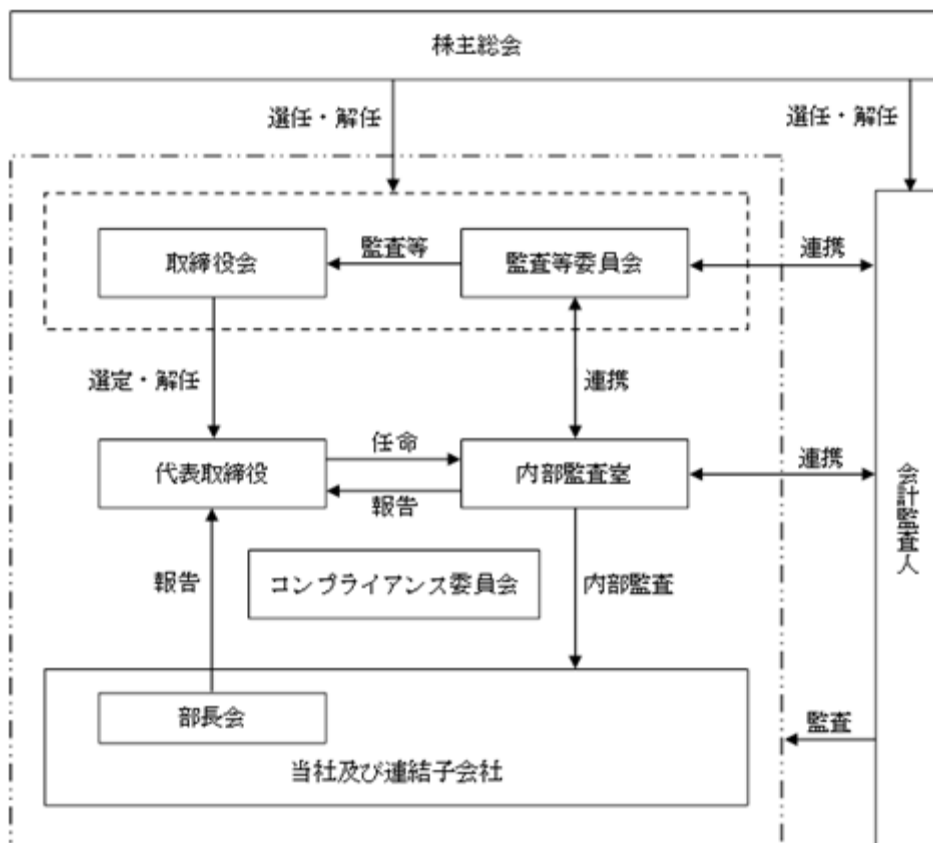 株主総会
選任・解任
選任・解任
取締役会
監査等
監査等委員会
連携
選定・解任
連携
代表取締役
任命
報告
内部監査室
連携
会計監査人
報告
コンプライアンス委員会
内部監査
部長会
監査
当社及び連結子会社